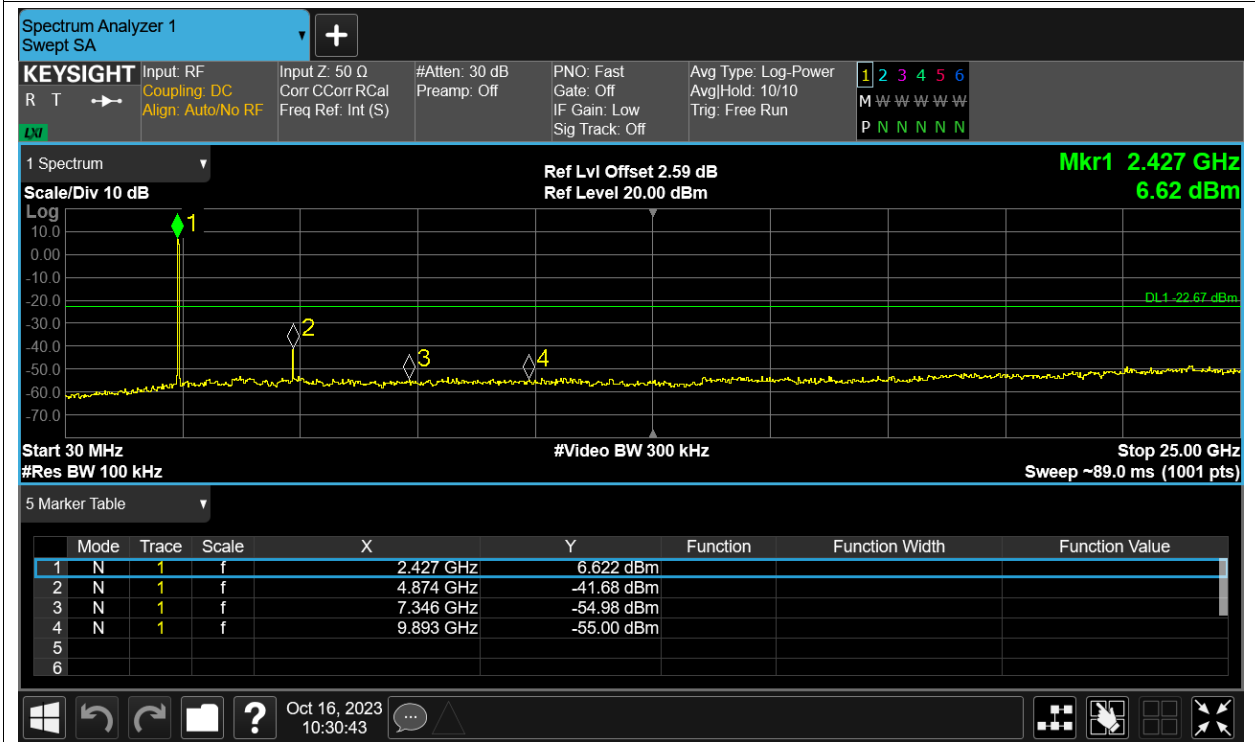 Spectrum Analyzer 1
Swept SA
KEYSIGHT
R T
LXI
Input: RF
Coupling: DC
Align: Auto/No RF
Input Z: 50 Ω
Corr CCorr RCal
Freq Ref: Int (S)
#Atten: 30 dB
Preamp: Off
PNO: Fast
Gate: Off
IF Gain: Low
Sig Track: Off
Avg Type: Log-Power
Avg|Hold: 10/10
Trig: Free Run
1 2 3 4 5 6
M W W W W W
P N N N N N
1 Spectrum
Scale/Div 10 dB
Ref Lvl Offset 2.59 dB
Ref Level 20.00 dBm
Mkr1 2.427 GHz
6.62 dBm
Log
10.0
0.00
-10.0
-20.0
-30.0
-40.0
-50.0
-60.0
-70.0
1
2
3
4
DL1 -22.67 dBm
Start 30 MHz
#Res BW 100 kHz
#Video BW 300 kHz
Stop 25.00 GHz
Sweep ~89.0 ms (1001 pts)
5 Marker Table
Mode Trace Scale X Y Function Function Width Function Value
1 N 1 f 2.427 GHz 6.622 dBm
2 N 1 f 4.874 GHz -41.68 dBm
3 N 1 f 7.346 GHz -54.98 dBm
4 N 1 f 9.893 GHz -55.00 dBm
5
6
?
Oct 16, 2023
10:30:43